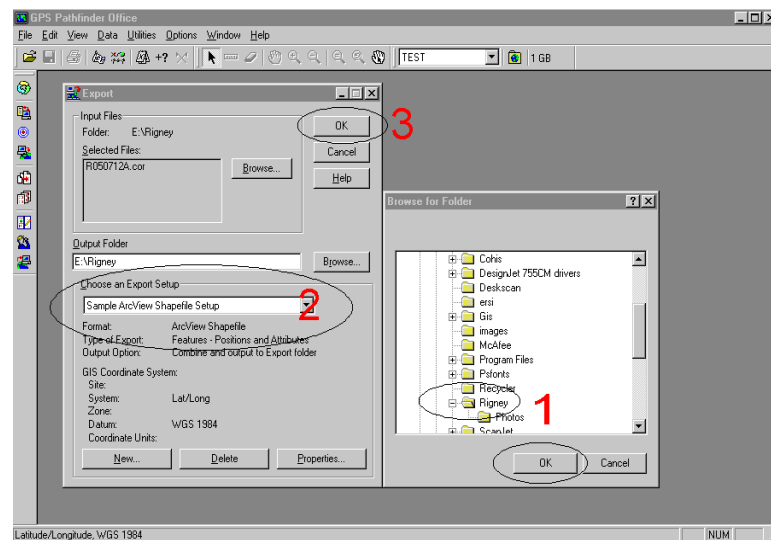 GPS Pathfinder Office
File Edit View Data Utilities Options Window Help
+? TEST 1 GB
Export
Input Files
Folder: E:\Rigney
Selected Files:
R050712A.cor
Browse...
OK
Cancel
Help
3
Output Folder
E:\Rigney
Browse...
Choose an Export Setup
Sample ArcView Shapefile Setup
2
Format: ArcView Shapefile
Type of Export: Features - Positions and Attributes
Output Option: Combine and output to Export folder
GIS Coordinate System:
Site:
System: Lat/Long
Zone:
Datum: WGS 1984
Coordinate Units:
New... Delete Properties...
Browse for Folder
Cohis
DesignJet 755CM drivers
Deskscan
ersi
Gis
images
McAfee
Program Files
Psfonts
Recycler
Rigney
Photos
ScanJet
1
OK Cancel
Latitude/Longitude, WGS 1984 NUM